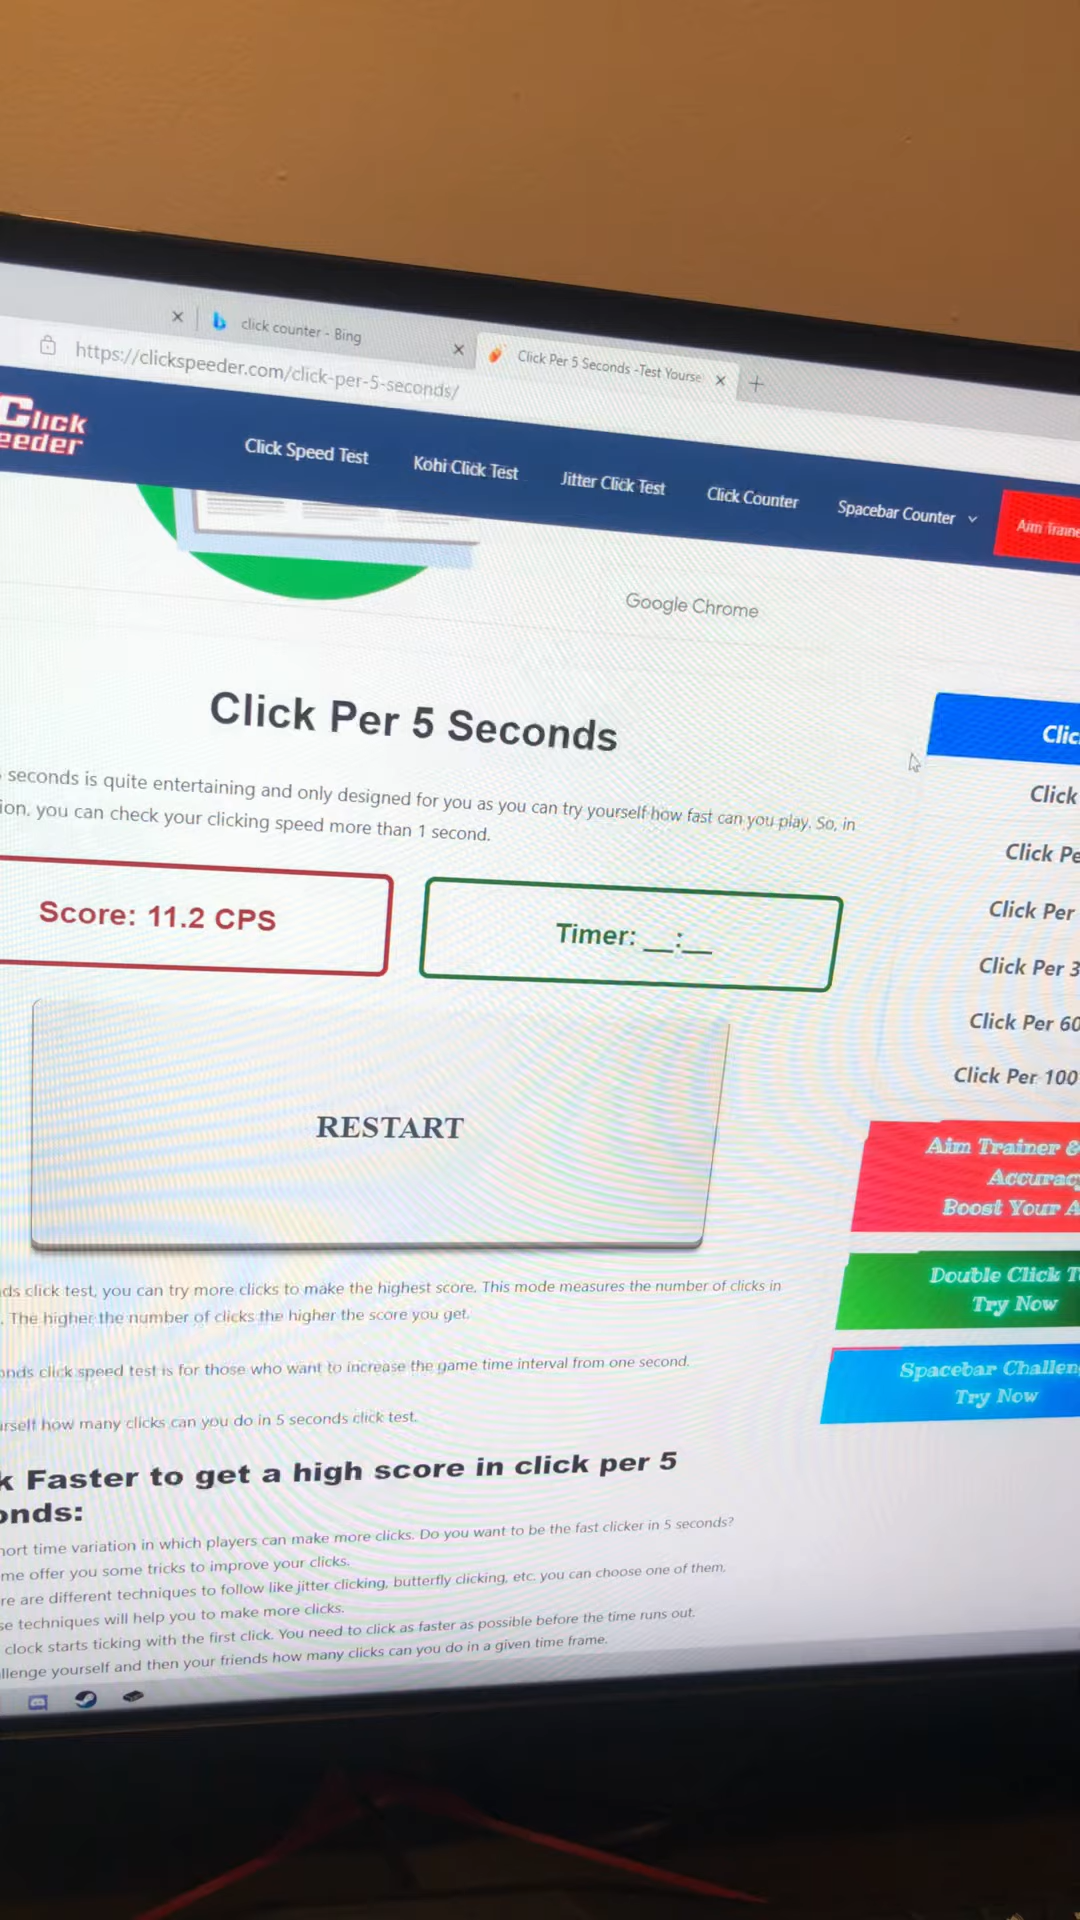 click counter - Bing
Click Per 5 Seconds -Test Yourse
https://clickspeeder.com/click-per-5-seconds/
Click
eeder
Click Speed Test
Kohi Click Test
Jitter Click Test
Click Counter
Spacebar Counter
Aim Traine
Google Chrome
Click Per 5 Seconds
seconds is quite entertaining and only designed for you as you can try yourself how fast can you play. So, in
ion, you can check your clicking speed more than 1 second.
Score: 11.2 CPS
Timer: __:__
RESTART
Clic
Click
Click Pe
Click Per
Click Per 3
Click Per 60
Click Per 100
Aim Trainer &
Accuracy
Boost Your A
Double Click T
Try Now
Spacebar Challen
Try Now
ds click test, you can try more clicks to make the highest score. This mode measures the number of clicks in
. The higher the number of clicks the higher the score you get.
onds click speed test is for those who want to increase the game time interval from one second.
urself how many clicks can you do in 5 seconds click test.
k Faster to get a high score in click per 5
onds:
hort time variation in which players can make more clicks. Do you want to be the fast clicker in 5 seconds?
me offer you some tricks to improve your clicks.
re are different techniques to follow like jitter clicking, butterfly clicking, etc. you can choose one of them.
se techniques will help you to make more clicks.
clock starts ticking with the first click. You need to click as faster as possible before the time runs out.
llenge yourself and then your friends how many clicks can you do in a given time frame.